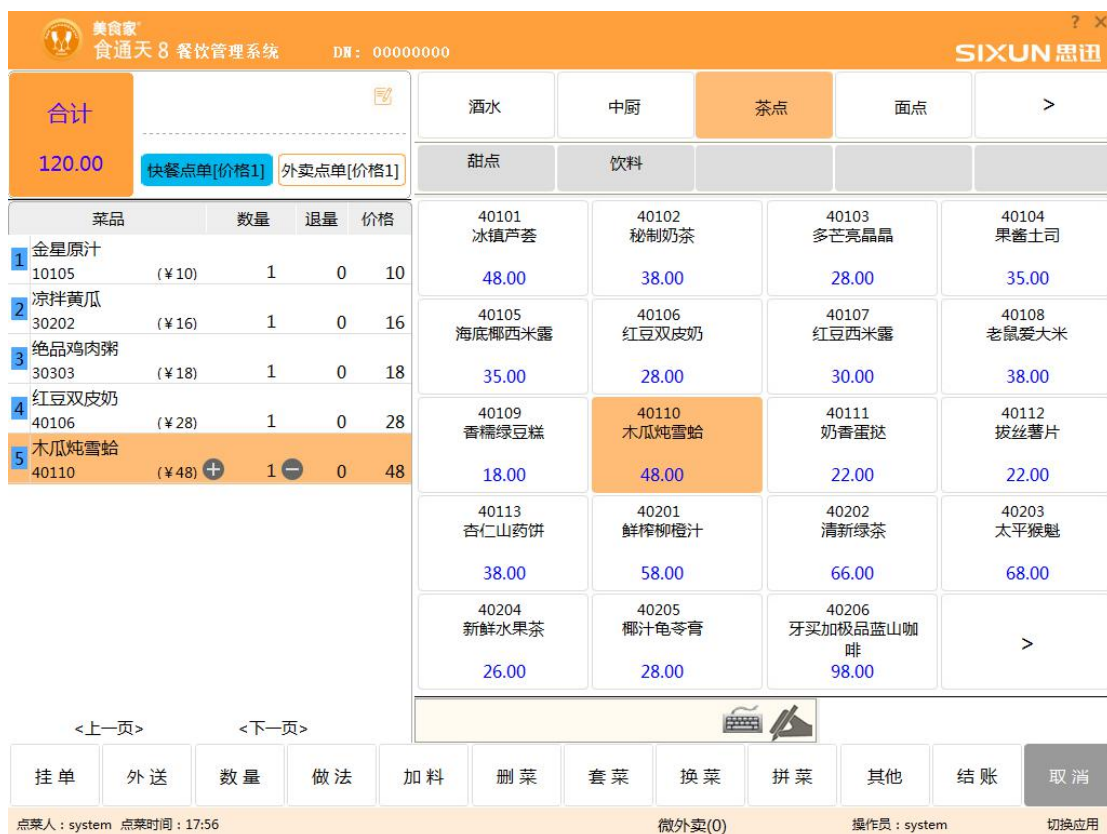 美食家
食通天 8 餐饮管理系统 DN: 00000000
? ×
SIXUN 思迅
合计
120.00
快餐点单[价格1] 外卖点单[价格1]
酒水 中厨 茶点 面点 >
甜点 饮料
菜品 数量 退量 价格
1 金星原汁
10105 (¥10) 1 0 10
2 凉拌黄瓜
30202 (¥16) 1 0 16
3 绝品鸡肉粥
30303 (¥18) 1 0 18
4 红豆双皮奶
40106 (¥28) 1 0 28
5 木瓜炖雪蛤
40110 (¥48) + 1 - 0 48
<上一页> <下一页>
40101 40102 40103 40104
冰镇芦荟 秘制奶茶 多芒亮晶晶 果酱土司
48.00 38.00 28.00 35.00
40105 40106 40107 40108
海底椰西米露 红豆双皮奶 红豆西米露 老鼠爱大米
35.00 28.00 30.00 38.00
40109 40110 40111 40112
香糯绿豆糕 木瓜炖雪蛤 奶香蛋挞 拔丝薯片
18.00 48.00 22.00 22.00
40113 40201 40202 40203
杏仁山药饼 鲜榨柳橙汁 清新绿茶 太平猴魁
38.00 58.00 66.00 68.00
40204 40205 40206
新鲜水果茶 椰汁龟苓膏 牙买加极品蓝山咖
啡 >
26.00 28.00 98.00
挂单 外送 数量 做法 加料 删菜 套菜 换菜 拼菜 其他 结账 取消
点菜人：system 点菜时间：17:56 微外卖(0) 操作员：system 切换应用